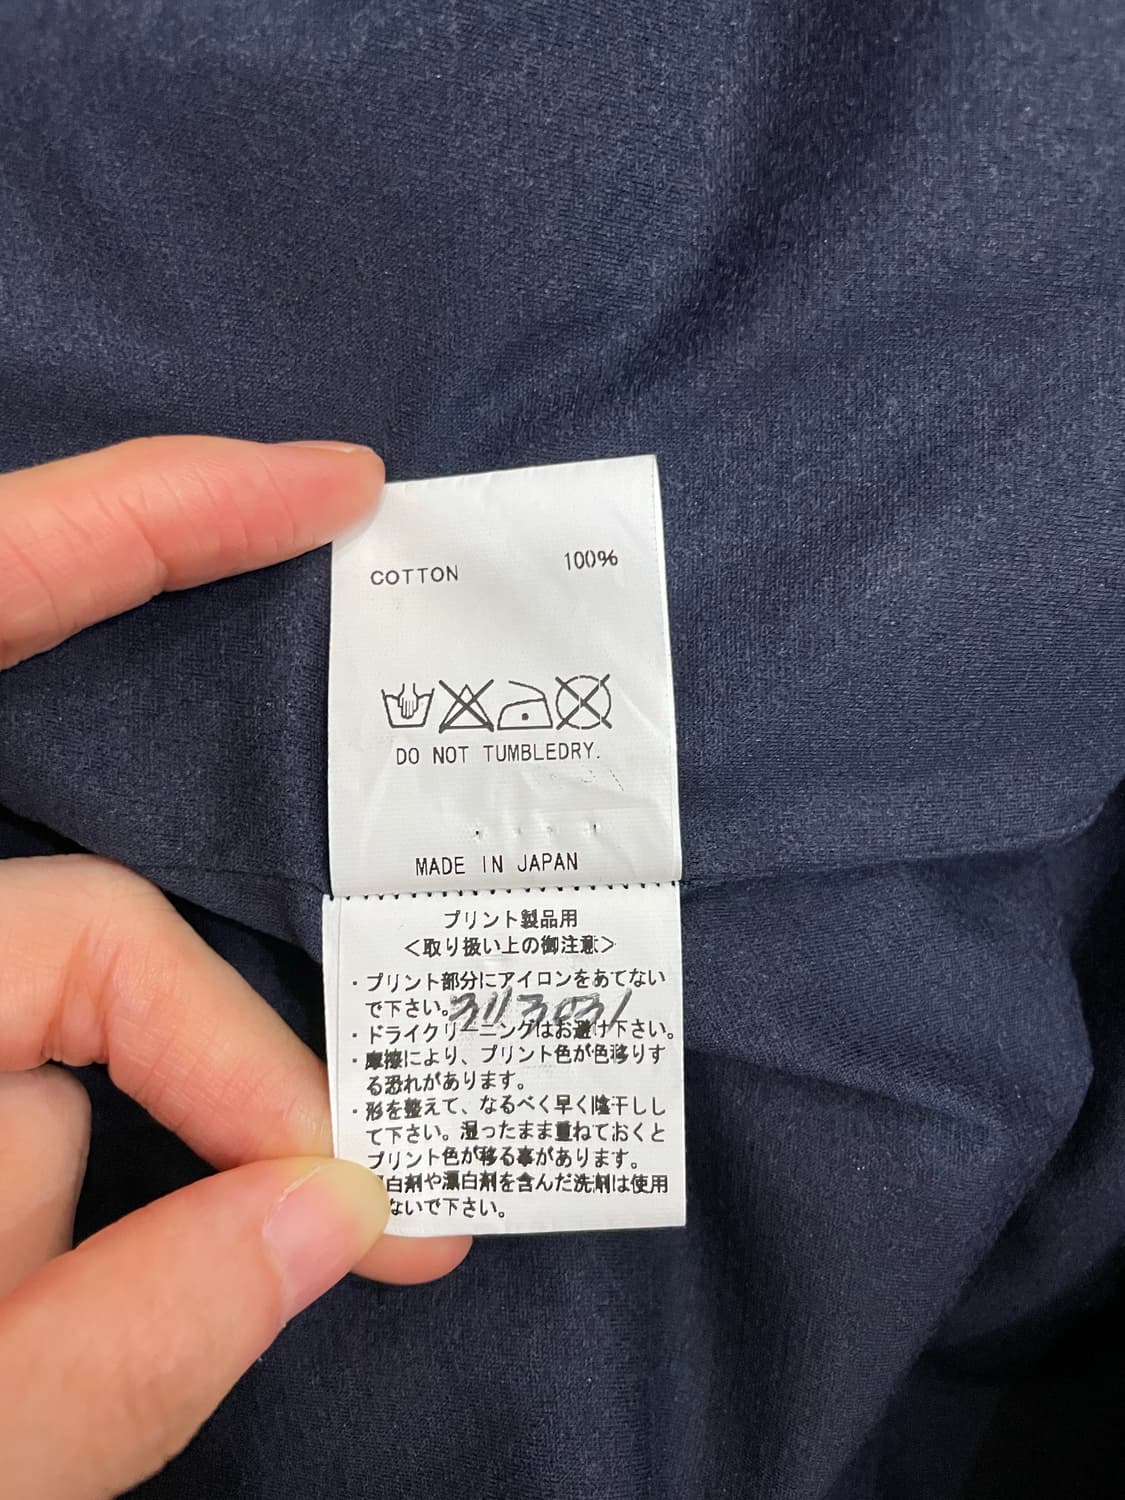 COTTON 100%
DO NOT TUMBLEDRY.
MADE IN JAPAN
プリント製品用
＜取り扱い上の御注意＞
・プリント部分にアイロンをあてない
で下さい。3113031
・ドライクリーニングはお避け下さい。
・摩擦により、プリント色が色移りす
る恐れがあります。
・形を整えて、なるべく早く陰干しし
て下さい。湿ったまま重ねておくと
プリント色が移る事があります。
白剤や漂白剤を含んだ洗剤は使用
ないで下さい。